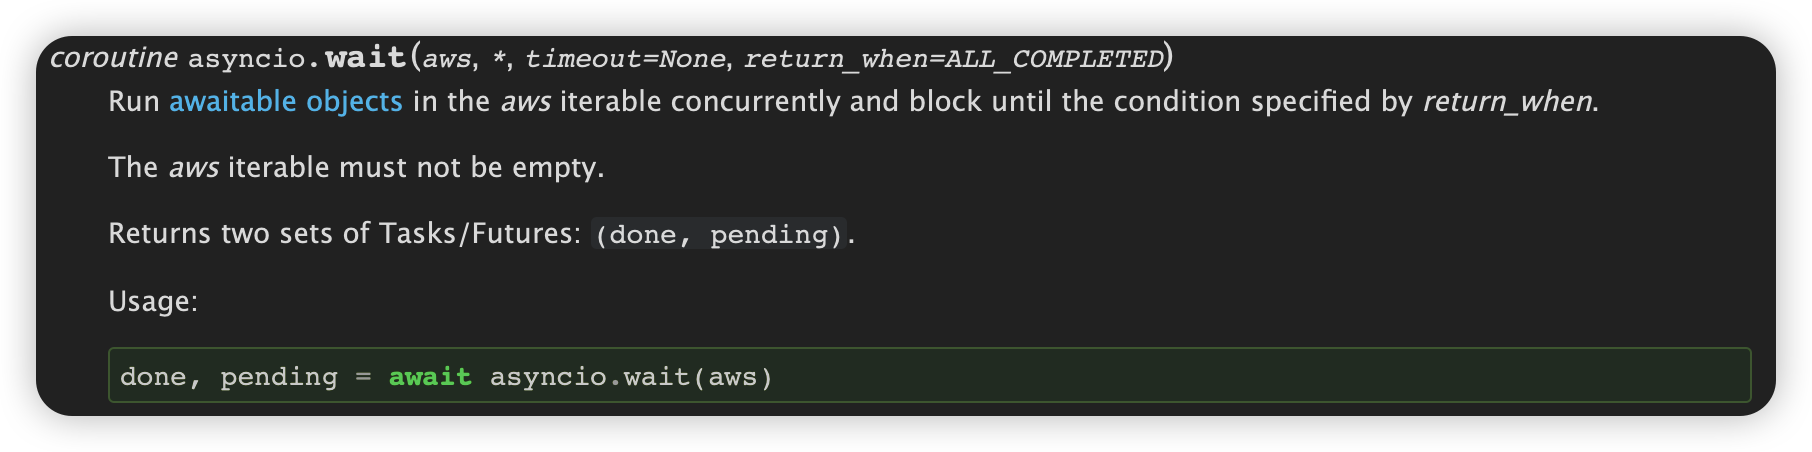 coroutine asyncio.wait(aws, *, timeout=None, return_when=ALL_COMPLETED)
Run awaitable objects in the aws iterable concurrently and block until the condition specified by return_when.
The aws iterable must not be empty.
Returns two sets of Tasks/Futures: (done, pending).
Usage:
done, pending = await asyncio.wait(aws)